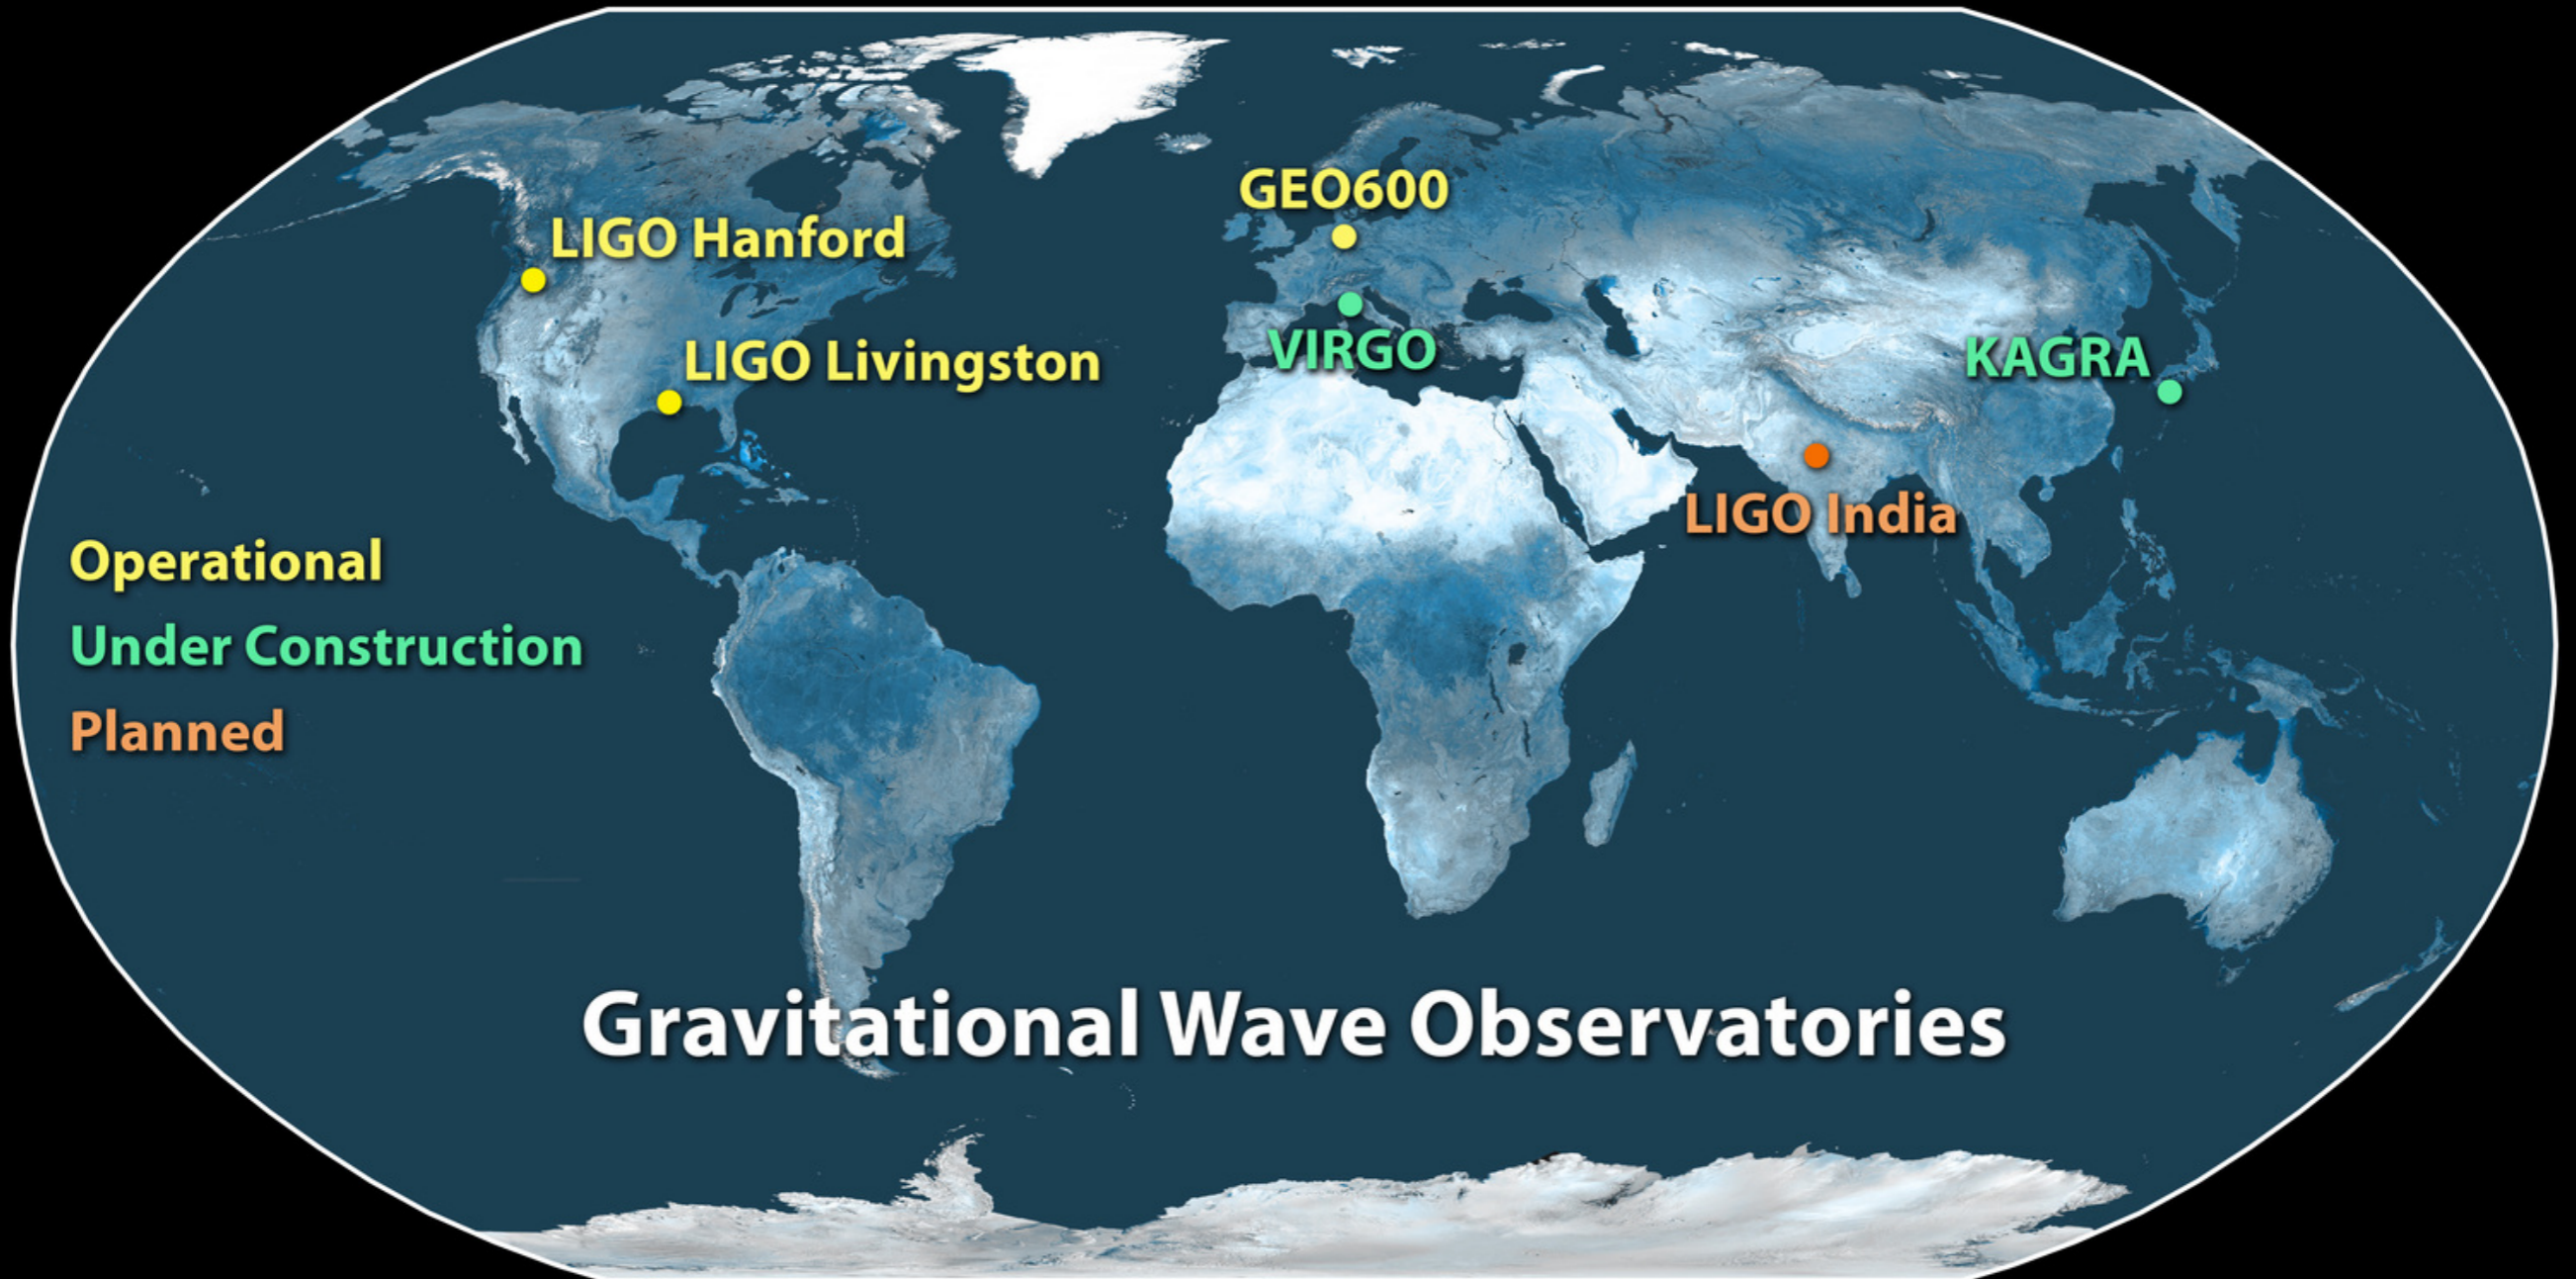 GEO600
LIGO Hanford
VIRGO
KAGRA
LIGO Livingston
LIGO India
Operational
Under Construction
Planned
Gravitational Wave Observatories